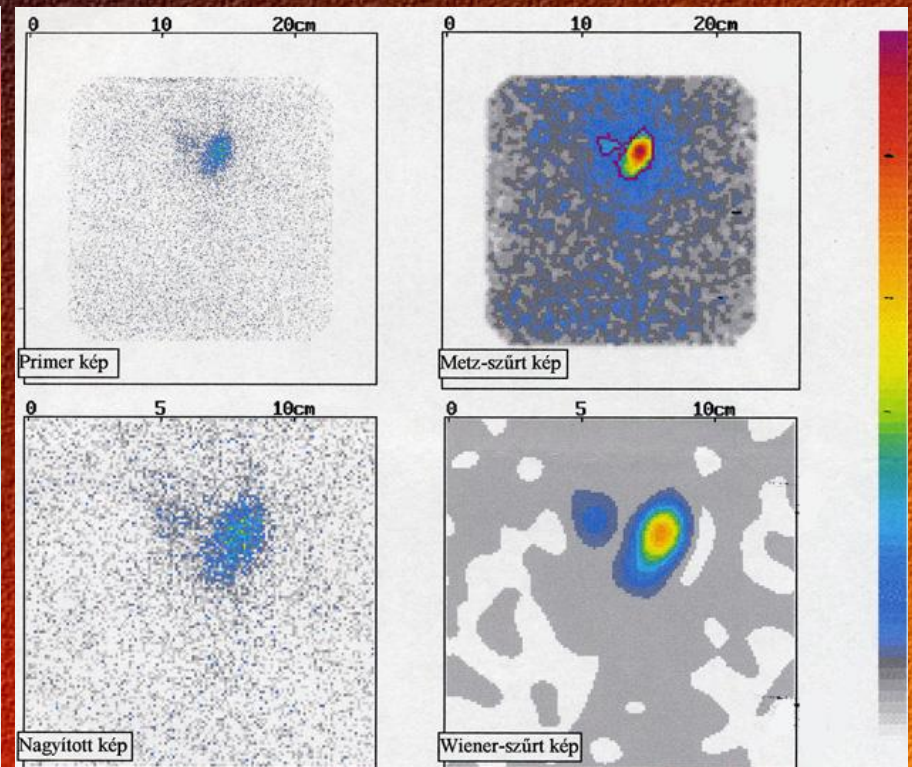 0 10 20cm
0 10 20cm
Primer kép
Metz-szűrt kép
0 5 10cm
0 5 10cm
Nagyított kép
Wiener-szűrt kép